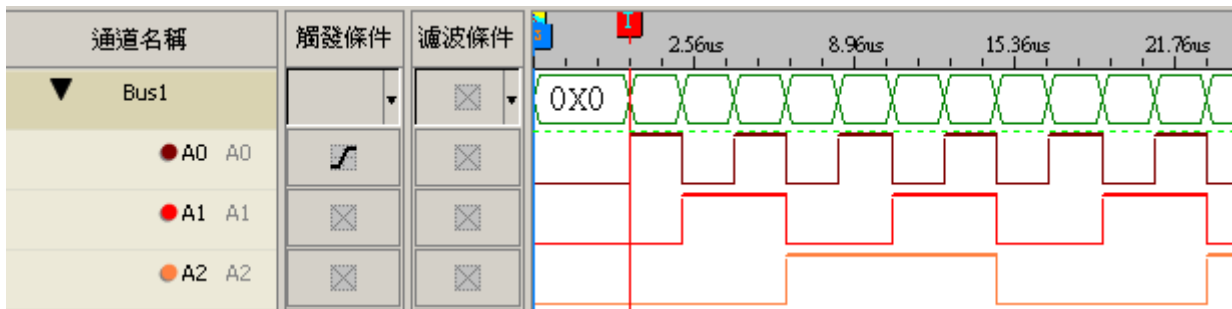 通道名稱 觸發條件 濾波條件
3 T
2.56us 8.96us 15.36us 21.76us
Bus1
0X0
A0 A0
A1 A1
A2 A2